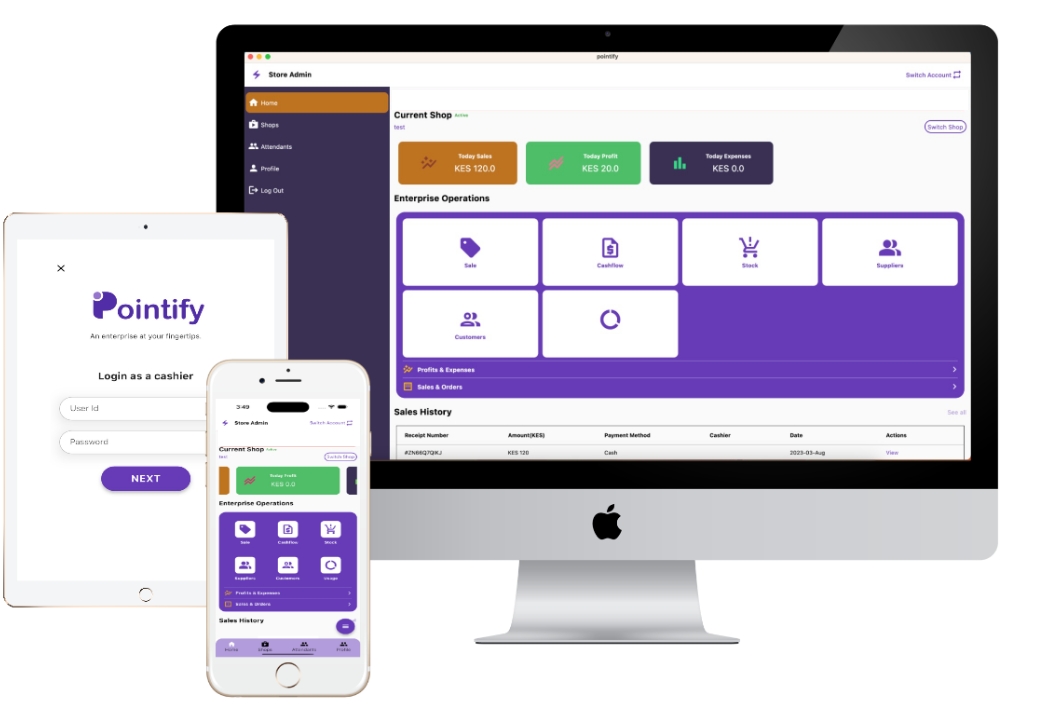 pointify
Store Admin
Switch Account
Home
Shops
Attendants
Profile
Log Out
Current Shop Active
test
Switch Shop
Today Sales
KES 120.0
Today Profit
KES 20.0
Today Expenses
KES 0.0
Enterprise Operations
Sale
Cashflow
Stock
Suppliers
Customers
Profits & Expenses
Sales & Orders
Sales History
See all
Receipt Number Amount(KES) Payment Method Cashier Date Actions
#ZN66Q7QIKJ KES 120 Cash 2023-03-Aug View
Pointify
An enterprise at your fingertips.
Login as a cashier
User Id
Password
NEXT
3:49
Store Admin
Switch Account
Current Shop Active
test
Switch Shop
Today Profit
KES 0.0
Enterprise Operations
Sale
Cashflow
Stock
Suppliers
Customers
Usage
Profits & Expenses
Sales & Orders
Sales History
Home
Shops
Attendants
Profile